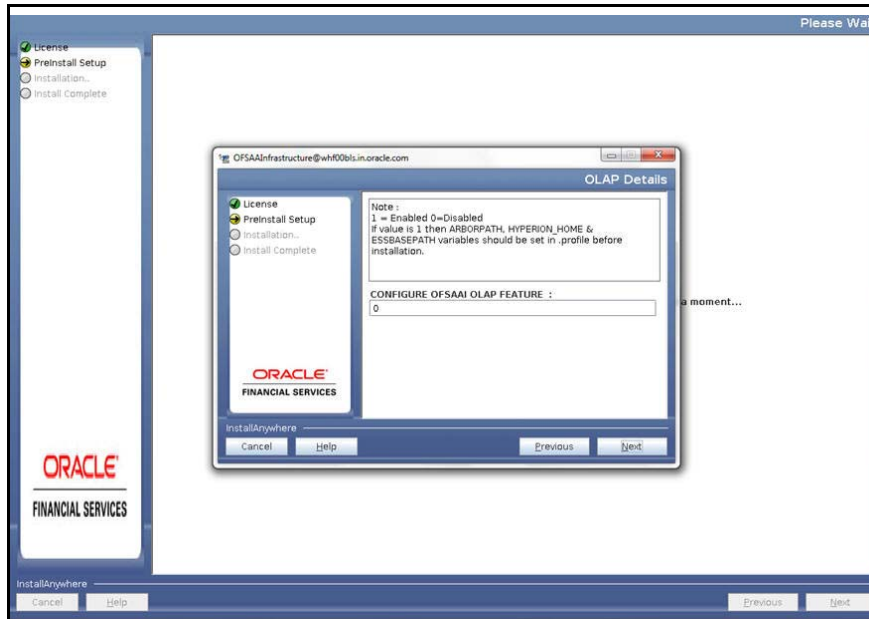 Please Wai
License
PreInstall Setup
Installation..
Install Complete
OFSAAInfrastructure@whf00bls.in.oracle.com
OLAP Details
License
PreInstall Setup
Installation..
Install Complete
Note :
1 = Enabled 0=Disabled
If value is 1 then ARBORPATH, HYPERION_HOME &
ESSBASEPATH variables should be set in .profile before
installation.
CONFIGURE OFSAAI OLAP FEATURE :
0
a moment...
ORACLE
FINANCIAL SERVICES
InstallAnywhere
Cancel
Help
Previous
Next
ORACLE
FINANCIAL SERVICES
InstallAnywhere
Cancel
Help
Previous
Next